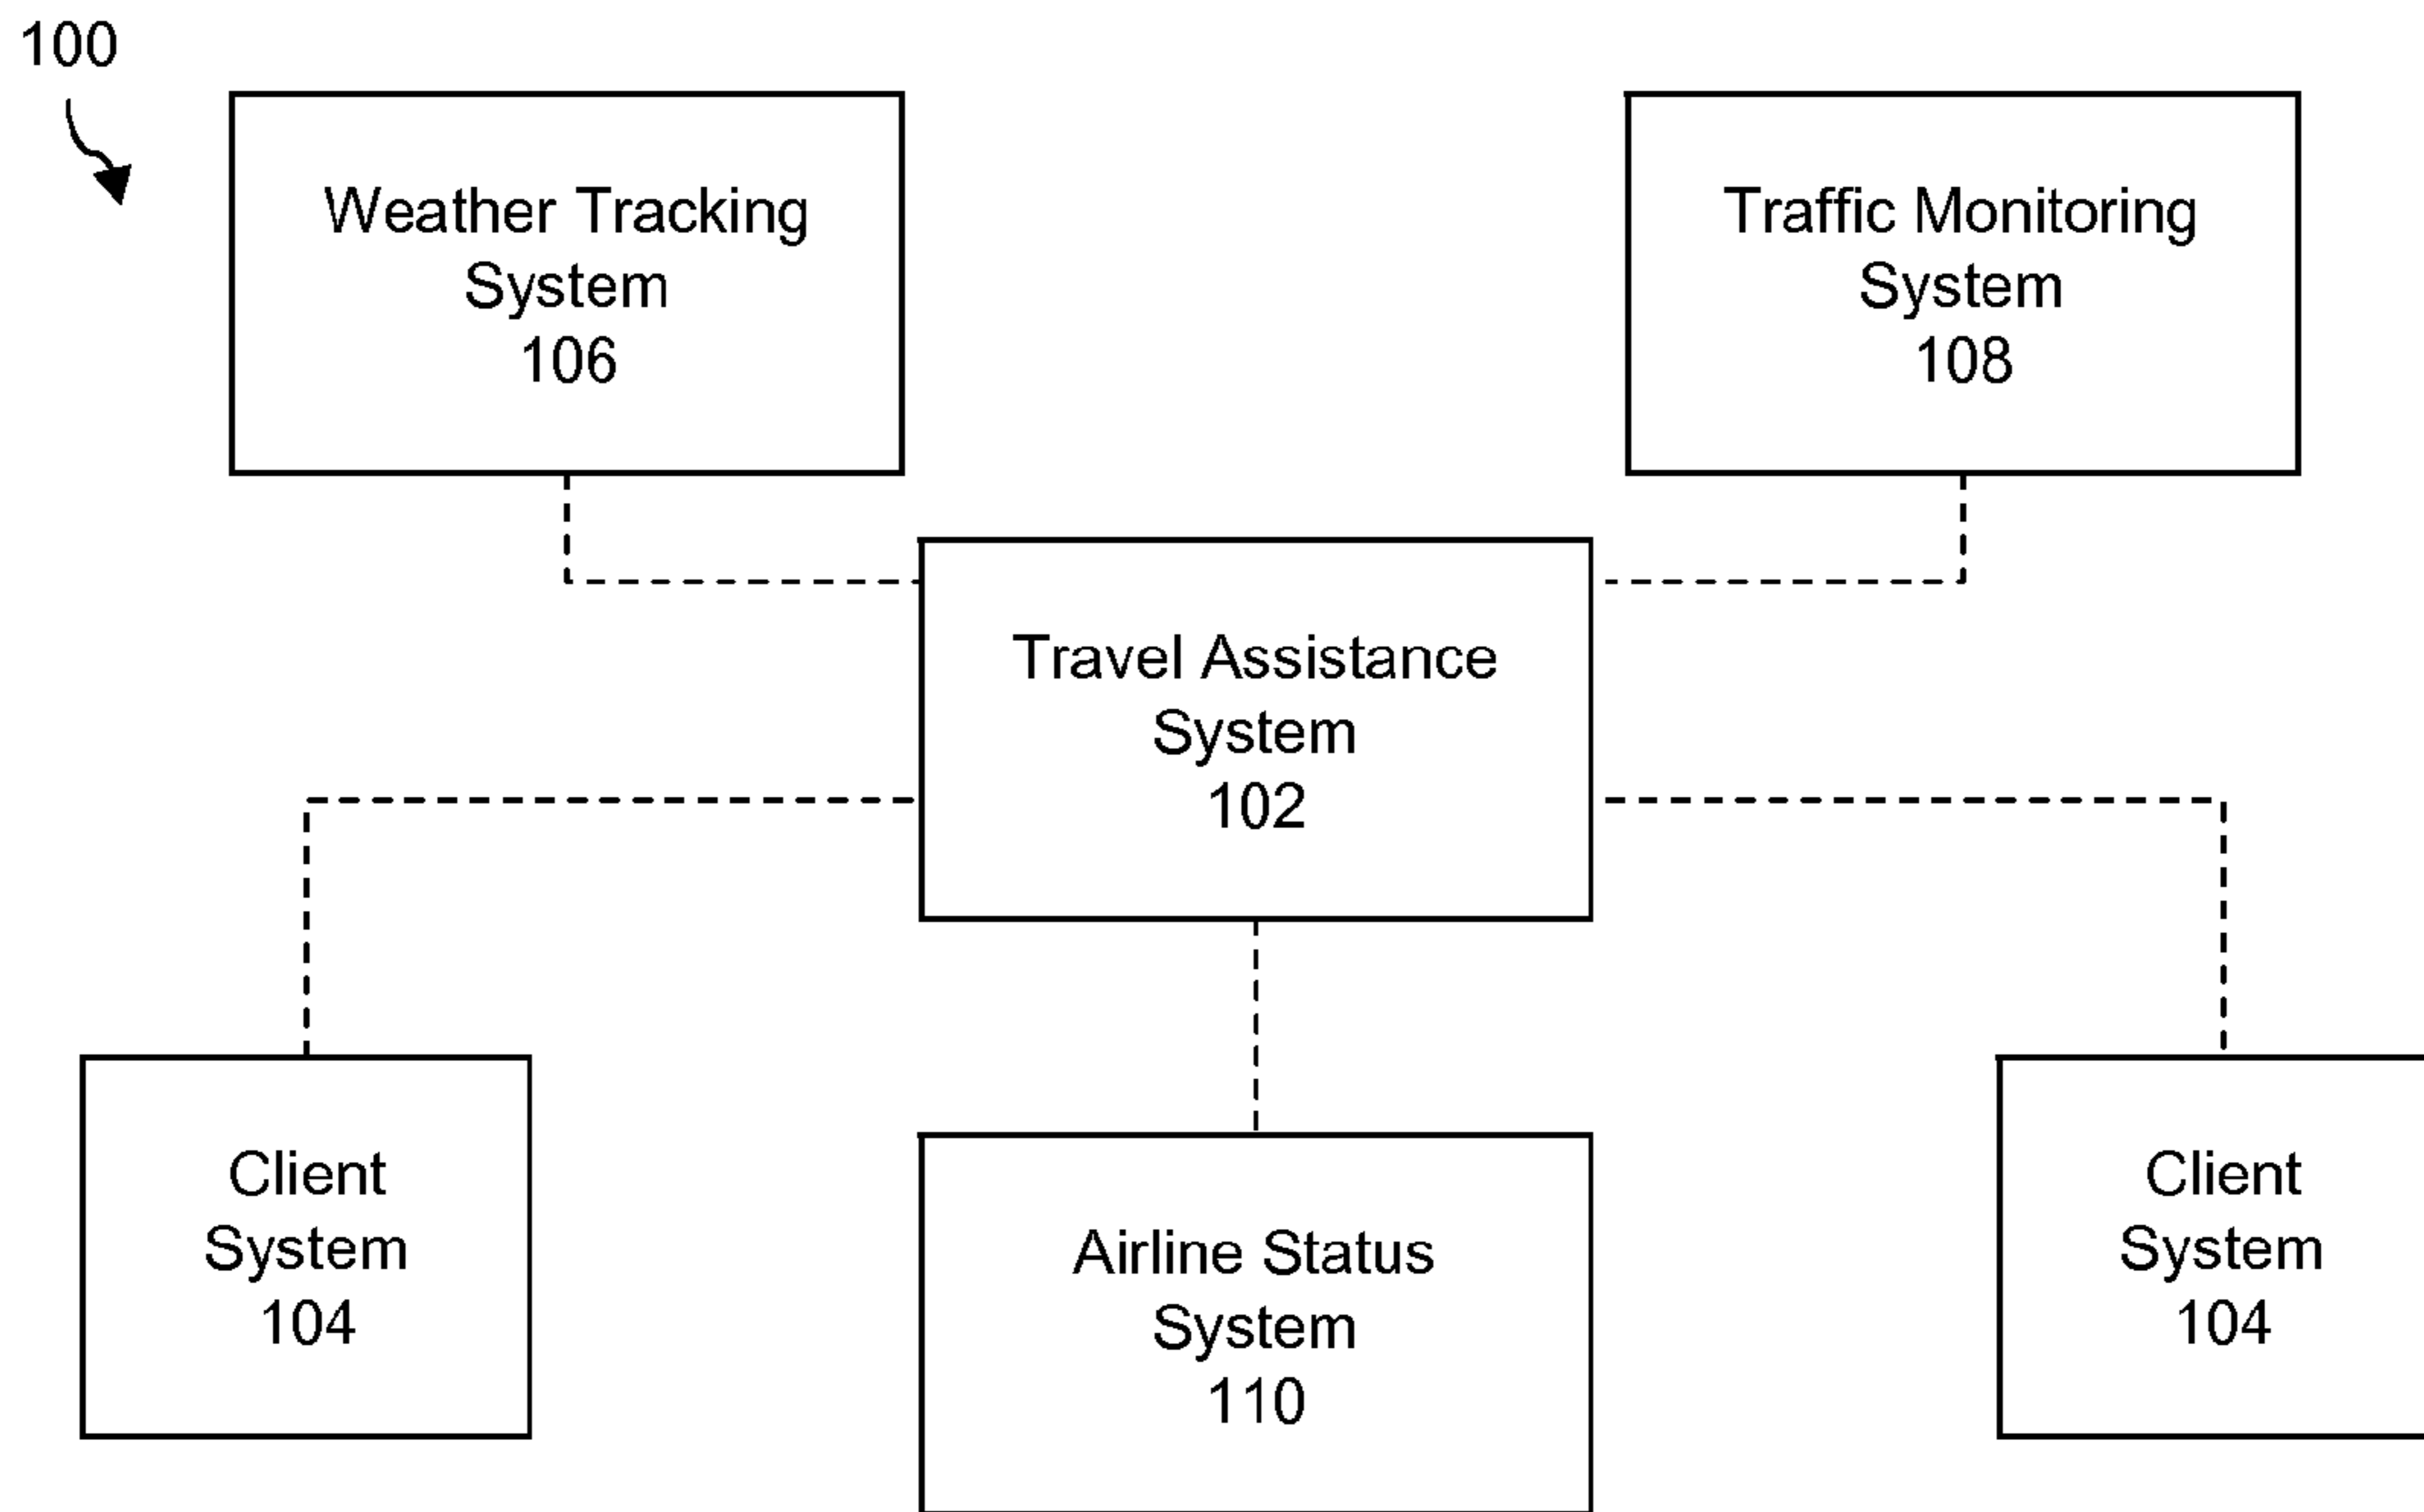 100
Weather Tracking
System
106
Traffic Monitoring
System
108
Travel Assistance
System
102
Client
System
104
Airline Status
System
110
Client
System
104